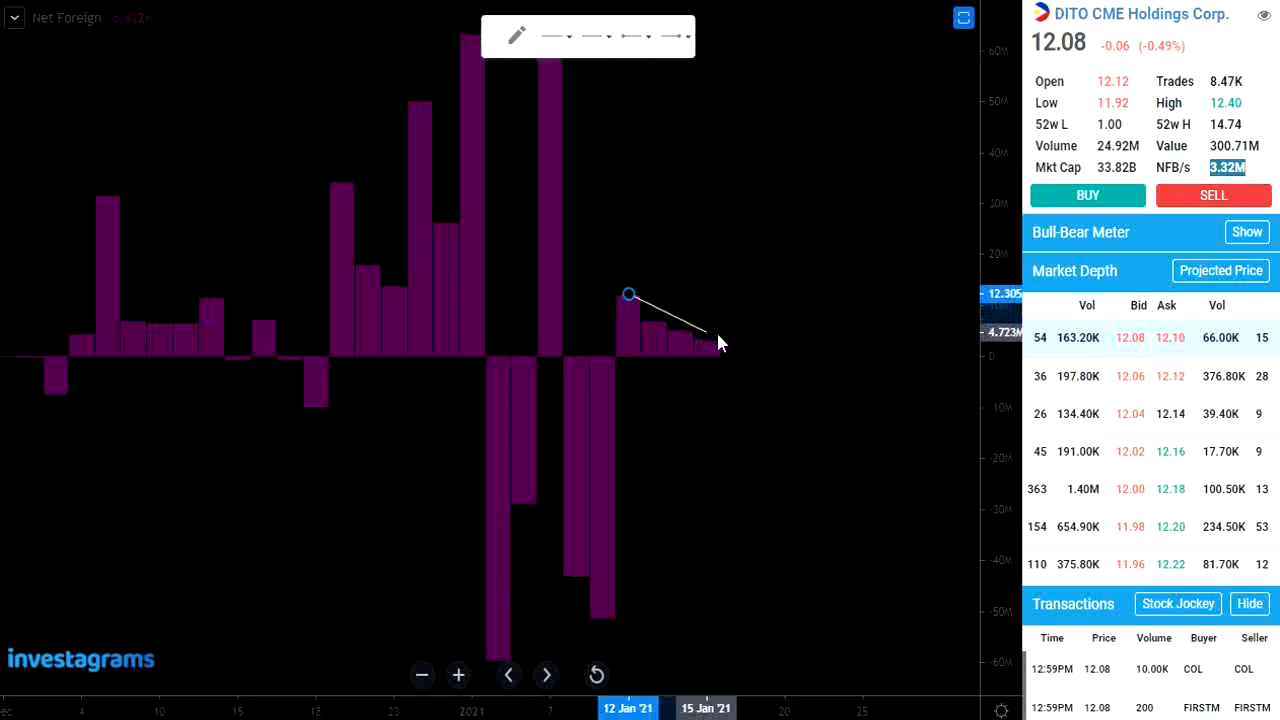 Net Foreign
60M
50M
40M
30M
20M
12.305
4.723M
0
-10M
-20M
-30M
-40M
-50M
-60M
investagrams
4
10
15
18
23
2021
7
12 Jan '21
15 Jan '21
20
25
DITO CME Holdings Corp.
12.08 -0.06 (-0.49%)
Open 12.12 Trades 8.47K
Low 11.92 High 12.40
52w L 1.00 52w H 14.74
Volume 24.92M Value 300.71M
Mkt Cap 33.82B NFB/s 3.32M
BUY SELL
Bull-Bear Meter Show
Market Depth Projected Price
Vol Bid Ask Vol
54 163.20K 12.08 12.10 66.00K 15
36 197.80K 12.06 12.12 376.80K 28
26 134.40K 12.04 12.14 39.40K 9
45 191.00K 12.02 12.16 17.70K 9
363 1.40M 12.00 12.18 100.50K 13
154 654.90K 11.98 12.20 234.50K 53
110 375.80K 11.96 12.22 81.70K 12
Transactions Stock Jockey Hide
Time Price Volume Buyer Seller
12:59PM 12.08 10.00K COL COL
12:59PM 12.08 200 FIRSTM FIRSTM